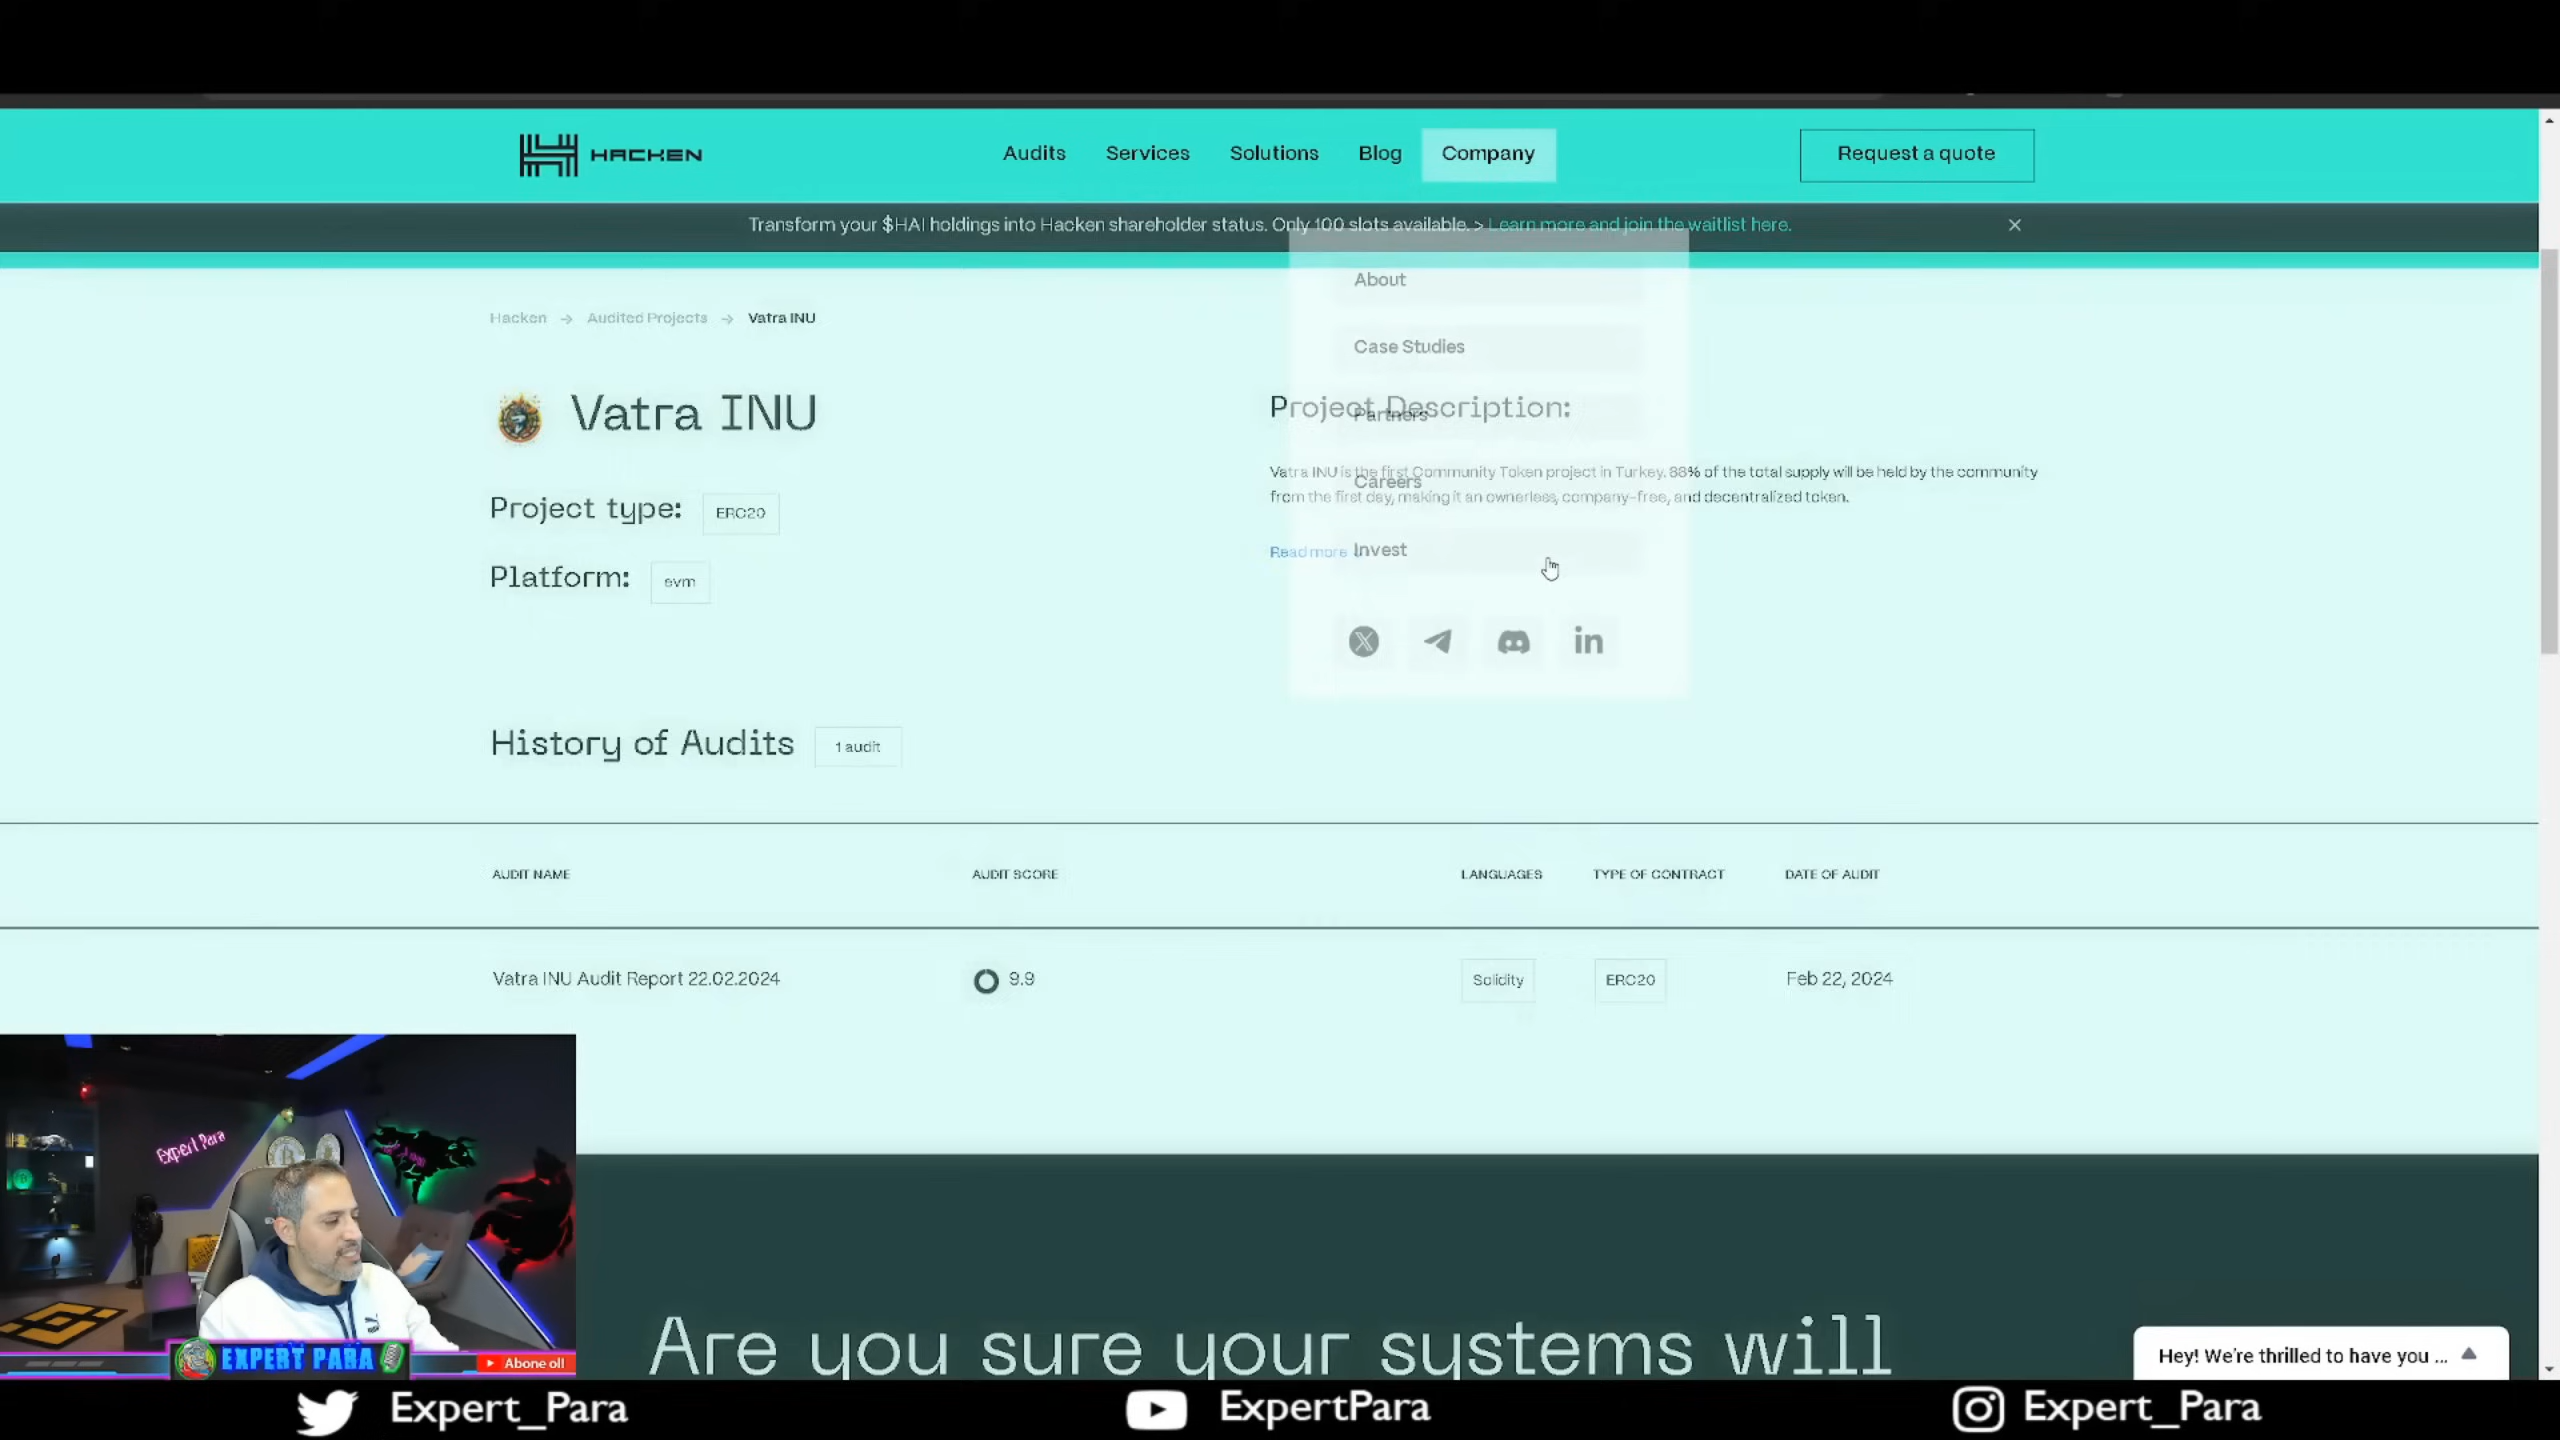 HACKEN
Audits
Services
Solutions
Blog
Company
Request a quote
Transform your $HAI holdings into Hacken shareholder status. Only 100 slots available. > Learn more and join the waitlist here.
Hacken → Audited Projects → Vatra INU
About
Case Studies
Partners
Careers
Invest
Vatra INU
Project type: ERC20
Platform: evm
Project Description:
Vatra INU is the first Community Token project in Turkey. 88% of the total supply will be held by the community
from the first day, making it an ownerless, company-free, and decentralized token.
Read more
History of Audits 1 audit
AUDIT NAME
AUDIT SCORE
LANGUAGES
TYPE OF CONTRACT
DATE OF AUDIT
Vatra INU Audit Report 22.02.2024
9.9
Solidity
ERC20
Feb 22, 2024
Are you sure your systems will
Hey! We're thrilled to have you ...
Expert Para
EXPERT PARA
Abone ol!
Expert_Para
ExpertPara
Expert_Para